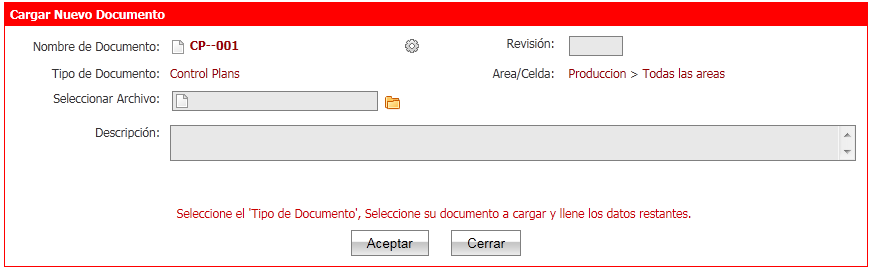 Cargar Nuevo Documento
Nombre de Documento: CP--001 Revisión:
Tipo de Documento: Control Plans Area/Celda: Produccion > Todas las areas
Seleccionar Archivo:
Descripción:
Seleccione el 'Tipo de Documento', Seleccione su documento a cargar y llene los datos restantes.
Aceptar Cerrar